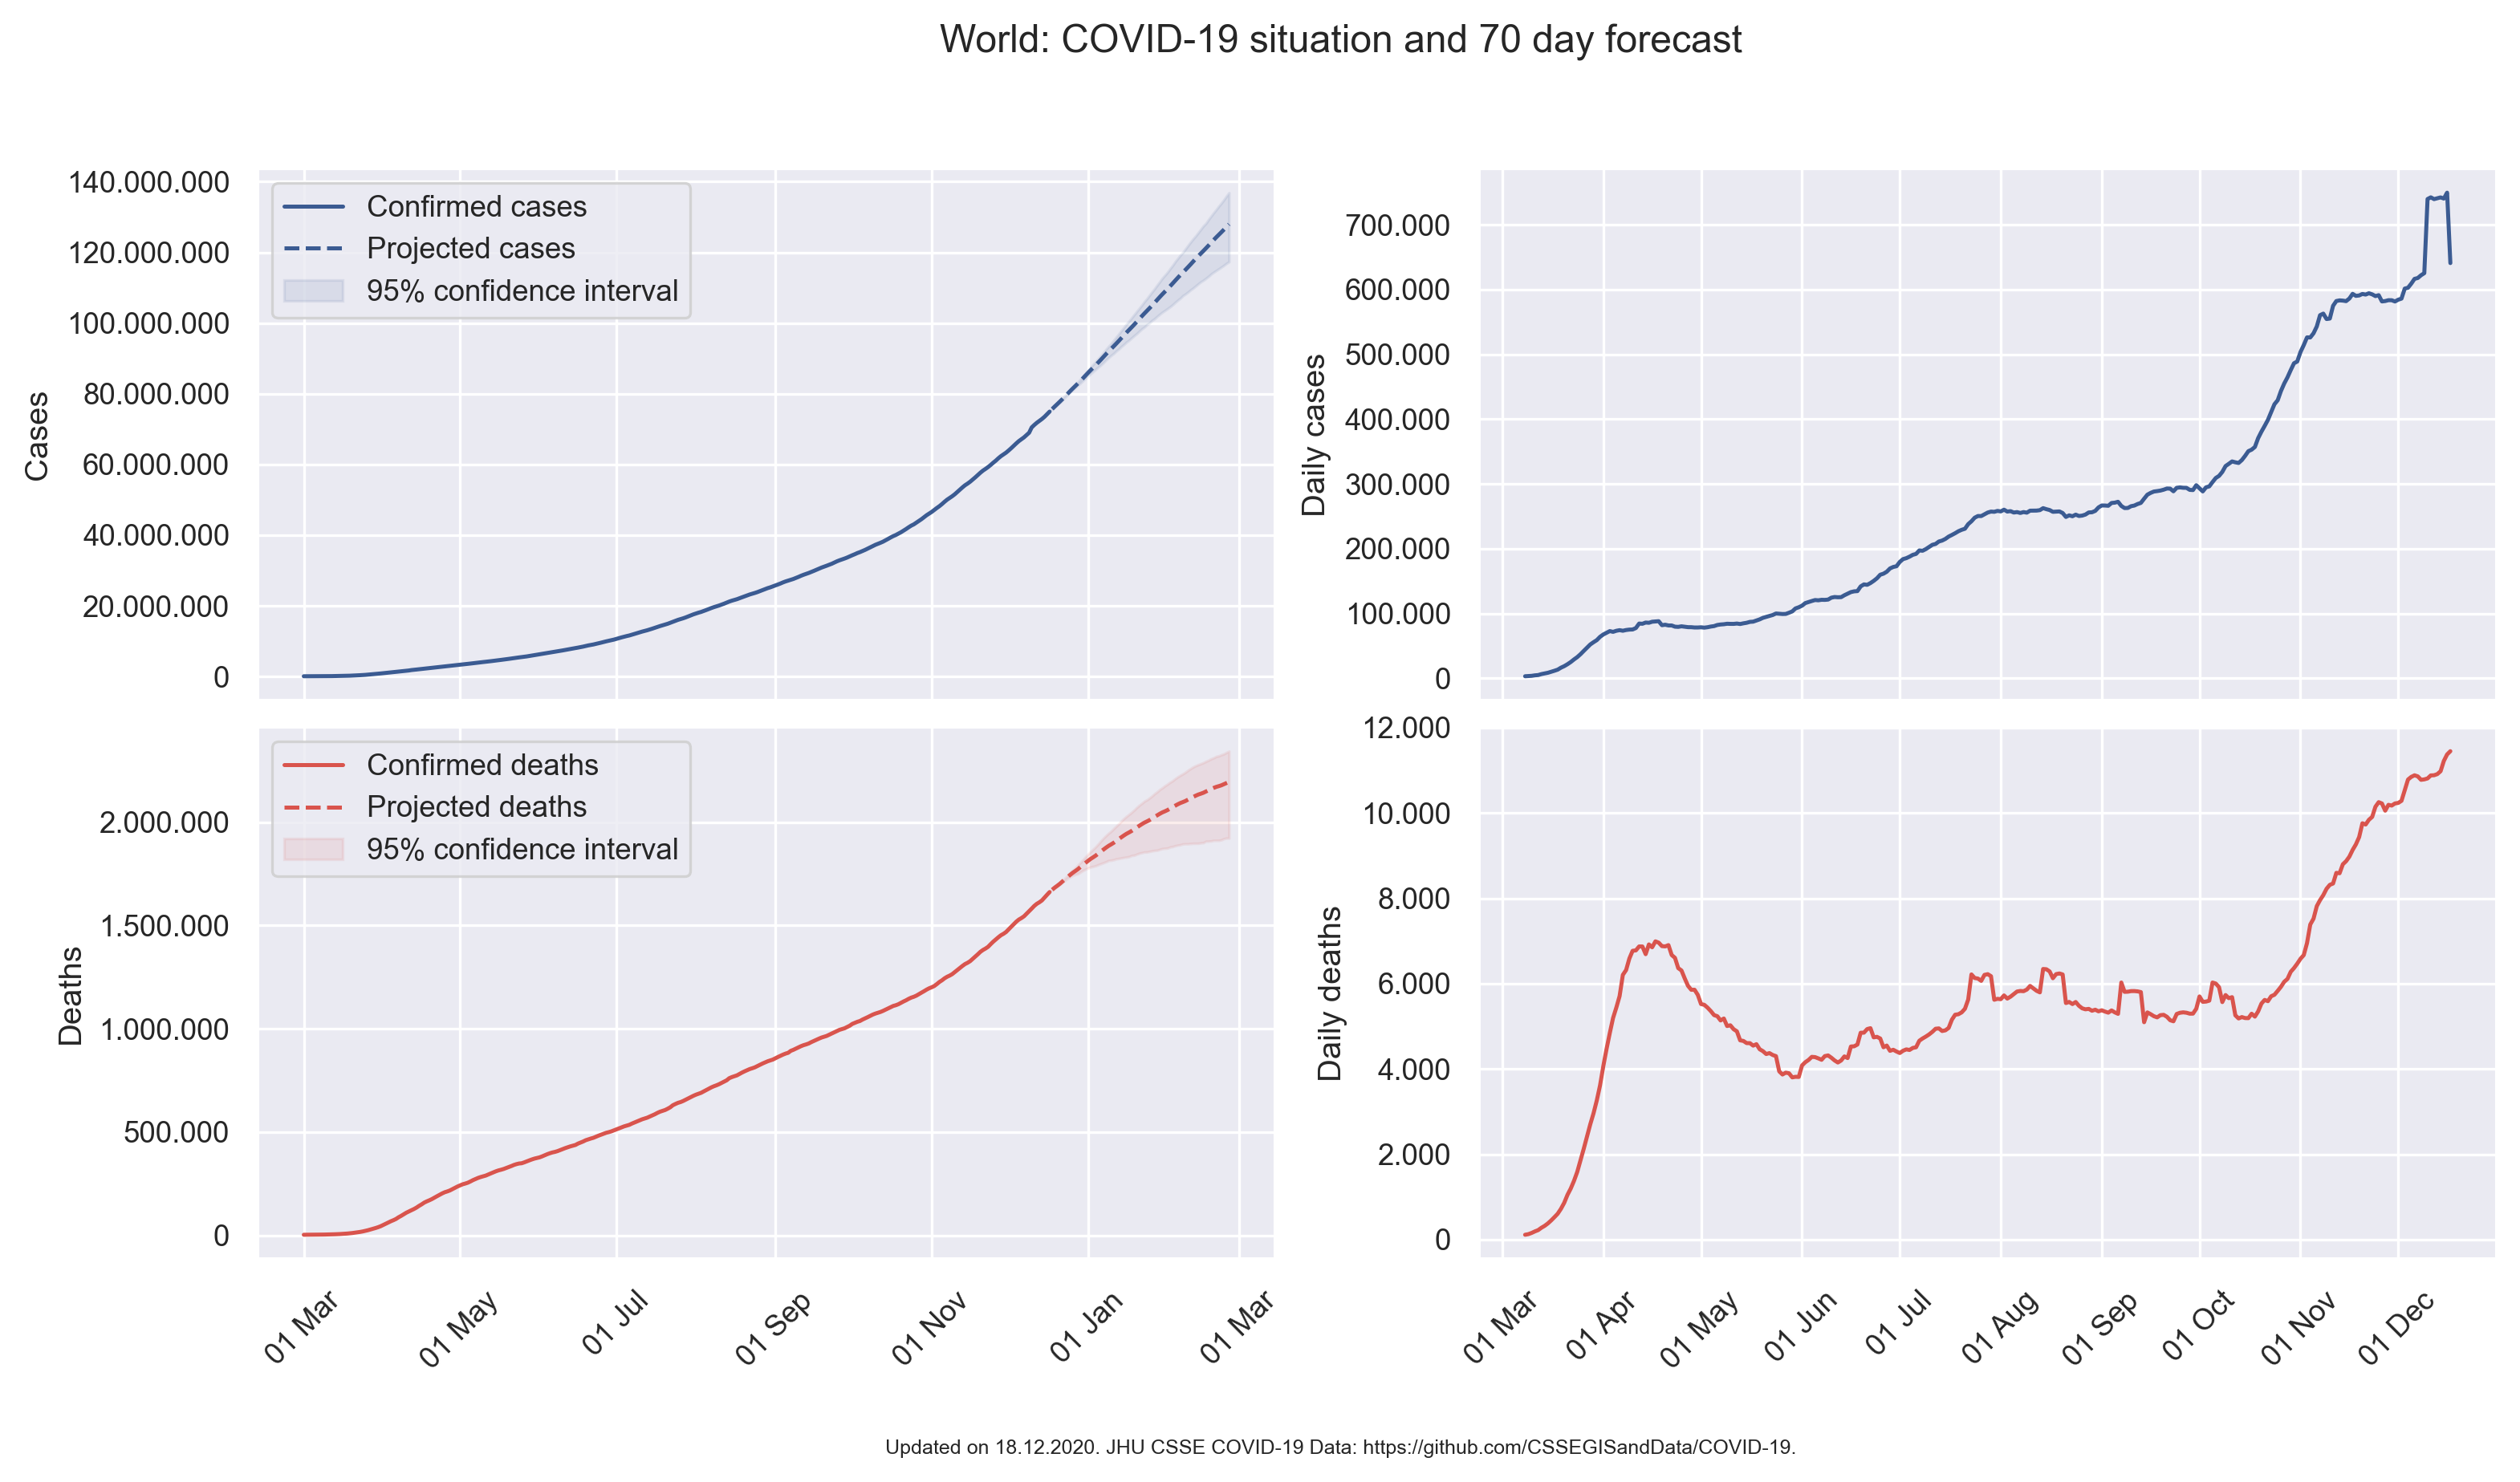 World: COVID-19 situation and 70 day forecast
140.000.000
120.000.000
100.000.000
80.000.000
60.000.000
40.000.000
20.000.000
0
Cases
Confirmed cases
Projected cases
95% confidence interval
700.000
600.000
500.000
400.000
300.000
200.000
100.000
0
Daily cases
2.000.000
1.500.000
1.000.000
500.000
0
Deaths
Confirmed deaths
Projected deaths
95% confidence interval
01 Mar
01 May
01 Jul
01 Sep
01 Nov
01 Jan
01 Mar
12.000
10.000
8.000
6.000
4.000
2.000
0
Daily deaths
01 Mar
01 Apr
01 May
01 Jun
01 Jul
01 Aug
01 Sep
01 Oct
01 Nov
01 Dec
Updated on 18.12.2020. JHU CSSE COVID-19 Data: https://github.com/CSSEGISandData/COVID-19.